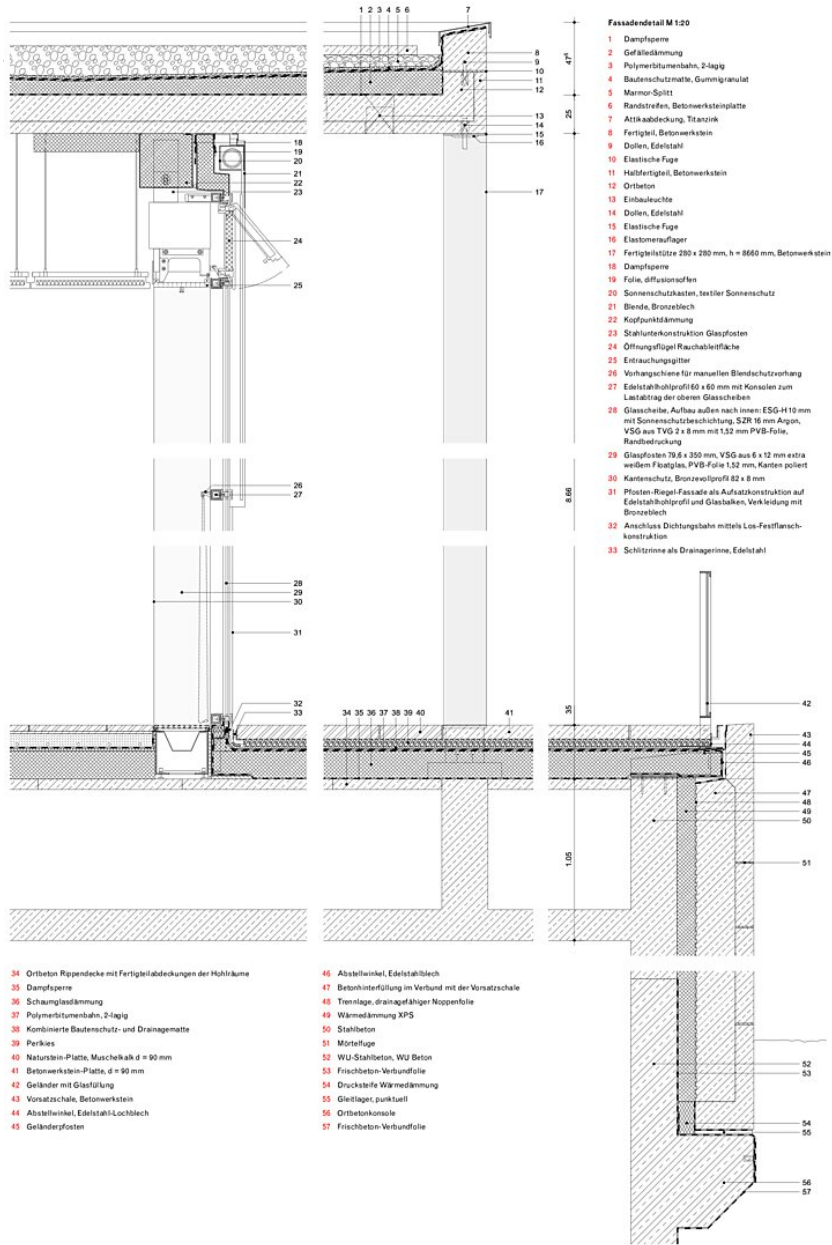 Fassadendetail M 1:20
1 Dampfsperre
2 Gefälledämmung
3 Polymerbitumenbahn, 2-lagig
4 Bautenschutzmatte, Gummigranulat
5 Marmor-Splitt
6 Randstreifen, Betonwerksteinplatte
7 Attikaabdeckung, Titanzink
8 Fertigteil, Betonwerkstein
9 Dollen, Edelstahl
10 Elastische Fuge
11 Halbfertigteil, Betonwerkstein
12 Ortbeton
13 Einbauleuchte
14 Dollen, Edelstahl
15 Elastische Fuge
16 Elastomerauflager
17 Fertigteilstütze 280 x 280 mm, h = 8660 mm, Betonwerkstein
18 Dampfsperre
19 Folie, diffusionsoffen
20 Sonnenschutzkasten, textiler Sonnenschutz
21 Blende, Bronzeblech
22 Kopfpunktdämmung
23 Stahlunterkonstruktion Glaspfosten
24 Öffnungsflügel Rauchableitfläche
25 Entrauchungsgitter
26 Vorhangschiene für manuellen Blendschutzvorhang
27 Edelstahlhohlprofil 60 x 60 mm mit Konsolen zum
Lastabtrag der oberen Glasscheiben
28 Glasscheibe, Aufbau außen nach innen: ESG-H 10 mm
mit Sonnenschutzbeschichtung, SZR 16 mm Argon,
VSG aus TVG 2 x 8 mm mit 1,52 mm PVB-Folie,
Randbedruckung
29 Glaspfosten 79,6 x 350 mm, VSG aus 6 x 12 mm extra
weißem Floatglas, PVB-Folie 1,52 mm, Kanten poliert
30 Kantenschutz, Bronzevollprofil 82 x 8 mm
31 Pfosten-Riegel-Fassade als Aufsatzkonstruktion auf
Edelstahlhohlprofil und Glasbalken, Verkleidung mit
Bronzeblech
32 Anschluss Dichtungsbahn mittels Los-Festflansch-
konstruktion
33 Schlitzrinne als Drainagerinne, Edelstahl
1 2 3 4 5 6 7
8
9
10
11
12
13
14
15
16
17
18
19
20
21
22
23
24
25
26
27
28
29
30
31
32
33
47⁴
25
8.66
35
1.05
34 35 36 37 38 39 40 41
42
43
44
45
46
47
48
49
50
51
52
53
54
55
56
57
34 Ortbeton Rippendecke mit Fertigteilabdeckungen der Hohlräume
35 Dampfsperre
36 Schaumglasdämmung
37 Polymerbitumenbahn, 2-lagig
38 Kombinierte Bautenschutz- und Drainagematte
39 Perlkies
40 Naturstein-Platte, Muschelkalk d = 90 mm
41 Betonwerkstein-Platte, d = 90 mm
42 Geländer mit Glasfüllung
43 Vorsatzschale, Betonwerkstein
44 Abstellwinkel, Edelstahl-Lochblech
45 Geländerpfosten
46 Abstellwinkel, Edelstahlblech
47 Betonhinterfüllung im Verbund mit der Vorsatzschale
48 Trennlage, drainagefähiger Noppenfolie
49 Wärmedämmung XPS
50 Stahlbeton
51 Mörtelfuge
52 WU-Stahlbeton, WU Beton
53 Frischbeton-Verbundfolie
54 Drucksteife Wärmedämmung
55 Gleitlager, punktuell
56 Ortbetonkonsole
57 Frischbeton-Verbundfolie